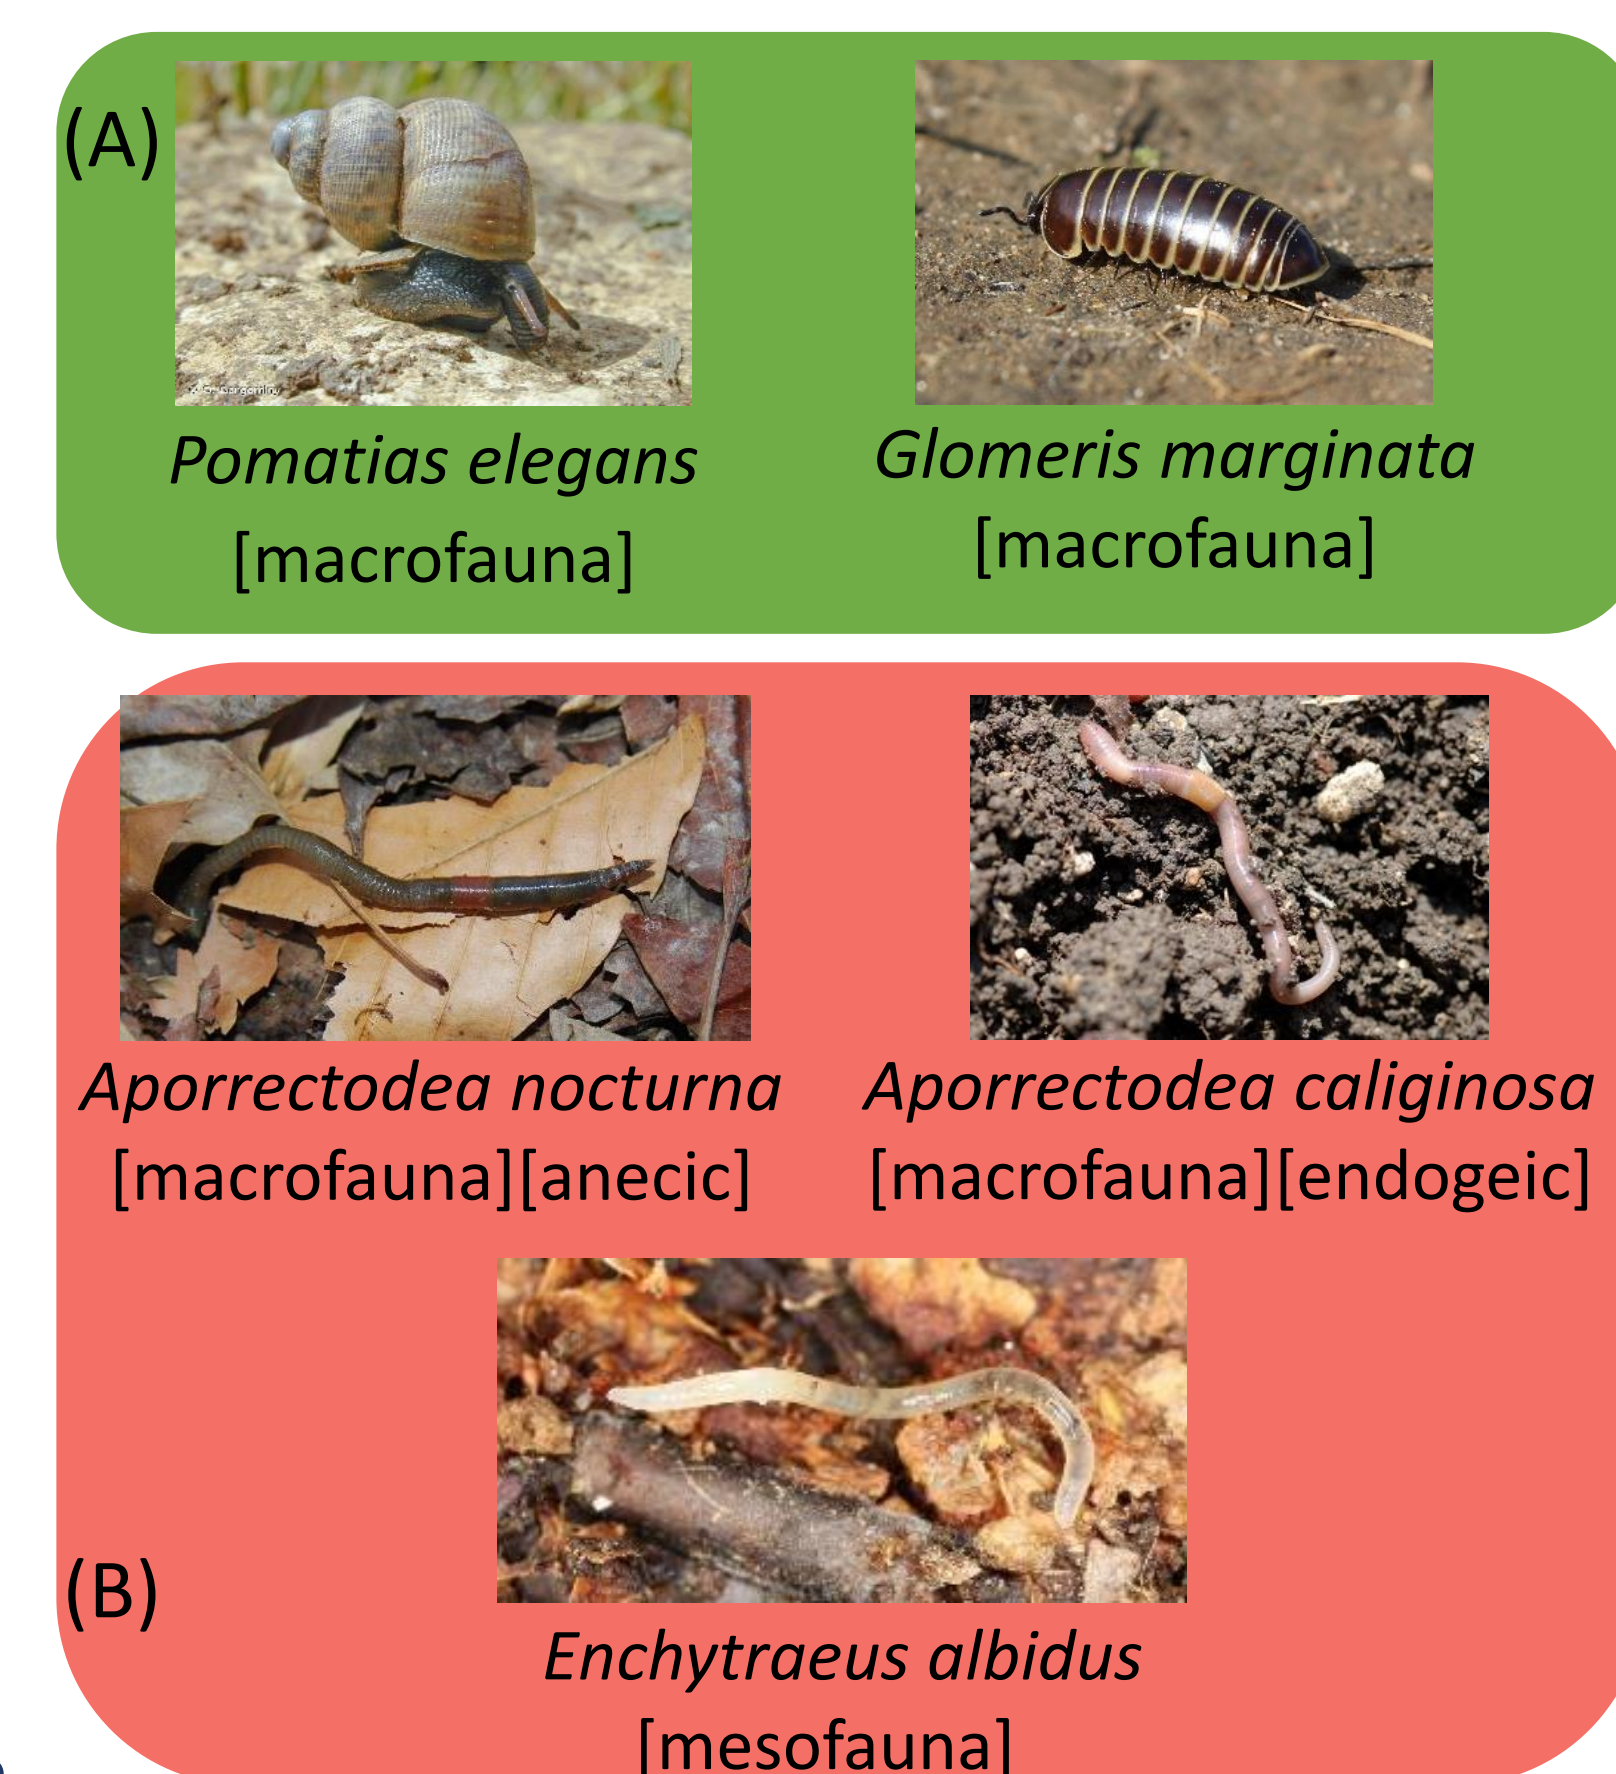 (A)
Pomatias elegans
[macrofauna]
Glomeris marginata
[macrofauna]
Aporrectodea nocturna
[macrofauna][anecic]
Aporrectodea caliginosa
[macrofauna][endogeic]
(B)
Enchytraeus albidus
[mesofauna]